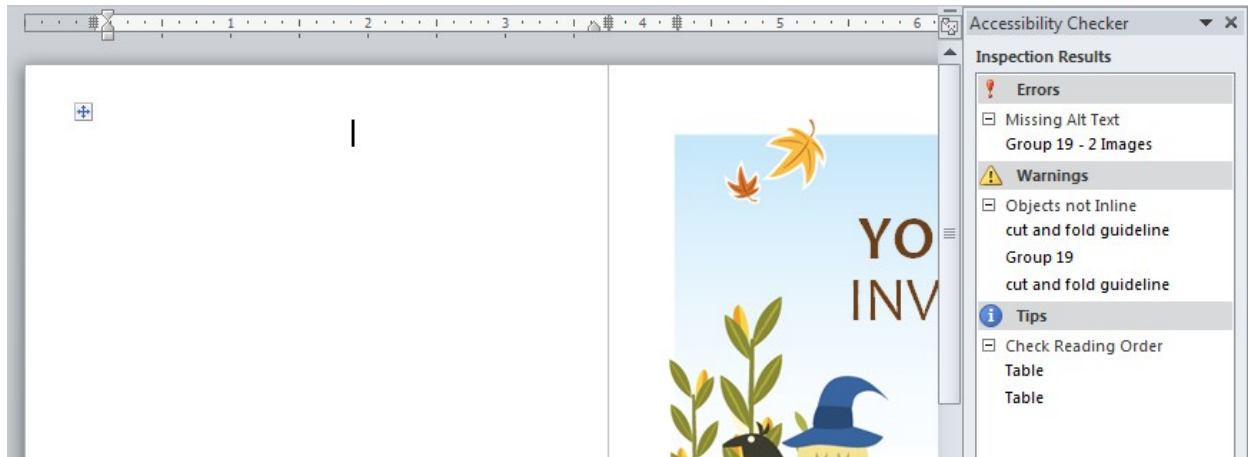 1 2 3 4 5 6
Accessibility Checker
Inspection Results
Errors
Missing Alt Text
Group 19 - 2 Images
Warnings
Objects not Inline
cut and fold guideline
Group 19
cut and fold guideline
Tips
Check Reading Order
Table
Table
YO
INV